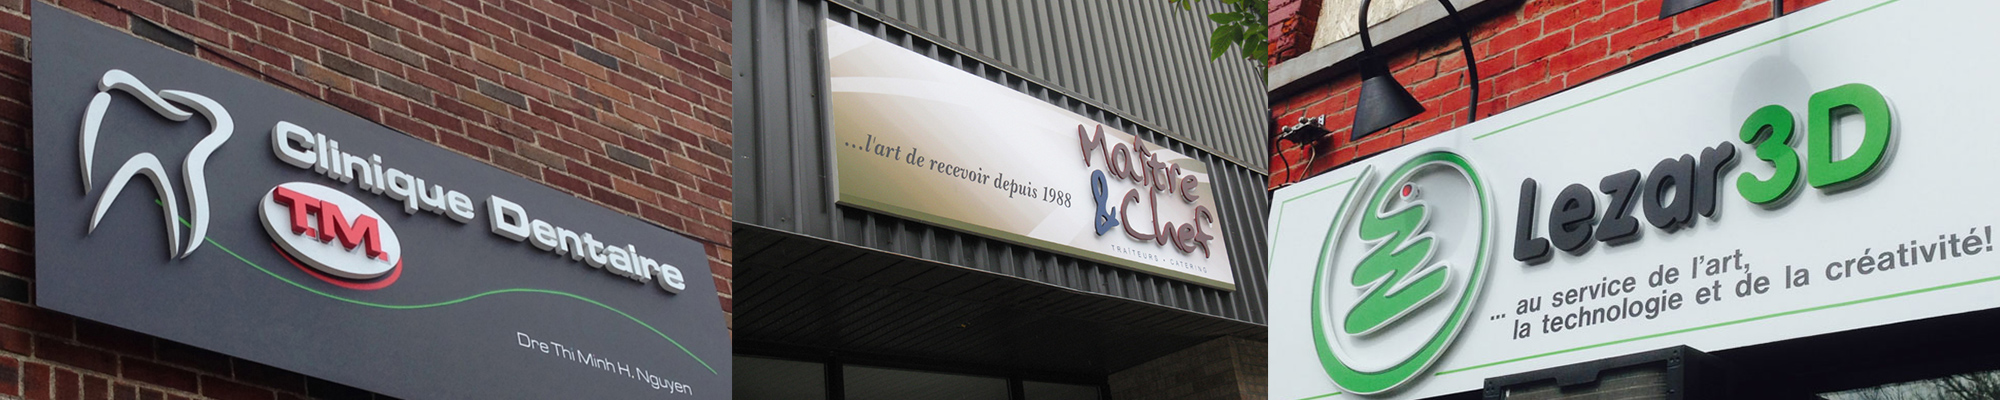 Clinique Dentaire
T.M.
Dre Thi Minh H. Nguyen
...l'art de recevoir depuis 1988
Maître
& Chef
TRAÎTEURS • CATERING
Lezar3D
... au service de l'art,
la technologie et de la créativité!